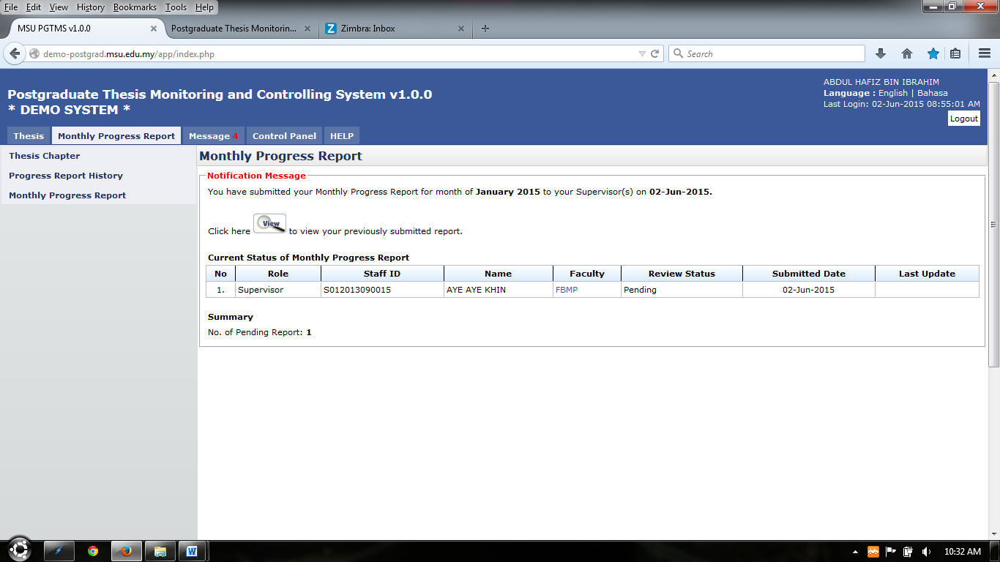 File Edit View History Bookmarks Tools Help
MSU PGTMS v1.0.0
Postgraduate Thesis Monitorin...
Z Zimbra: Inbox
demo-postgrad.msu.edu.my/app/index.php
Search
Postgraduate Thesis Monitoring and Controlling System v1.0.0
* DEMO SYSTEM *
ABDUL HAFIZ BIN IBRAHIM
Language : English | Bahasa
Last Login: 02-Jun-2015 08:55:01 AM
Logout
Thesis Monthly Progress Report Message 4 Control Panel HELP
Thesis Chapter
Progress Report History
Monthly Progress Report
Monthly Progress Report
Notification Message
You have submitted your Monthly Progress Report for month of January 2015 to your Supervisor(s) on 02-Jun-2015.
Click here View to view your previously submitted report.
Current Status of Monthly Progress Report
No Role Staff ID Name Faculty Review Status Submitted Date Last Update
1. Supervisor S012013090015 AYE AYE KHIN FBMP Pending 02-Jun-2015
Summary
No. of Pending Report: 1
10:32 AM